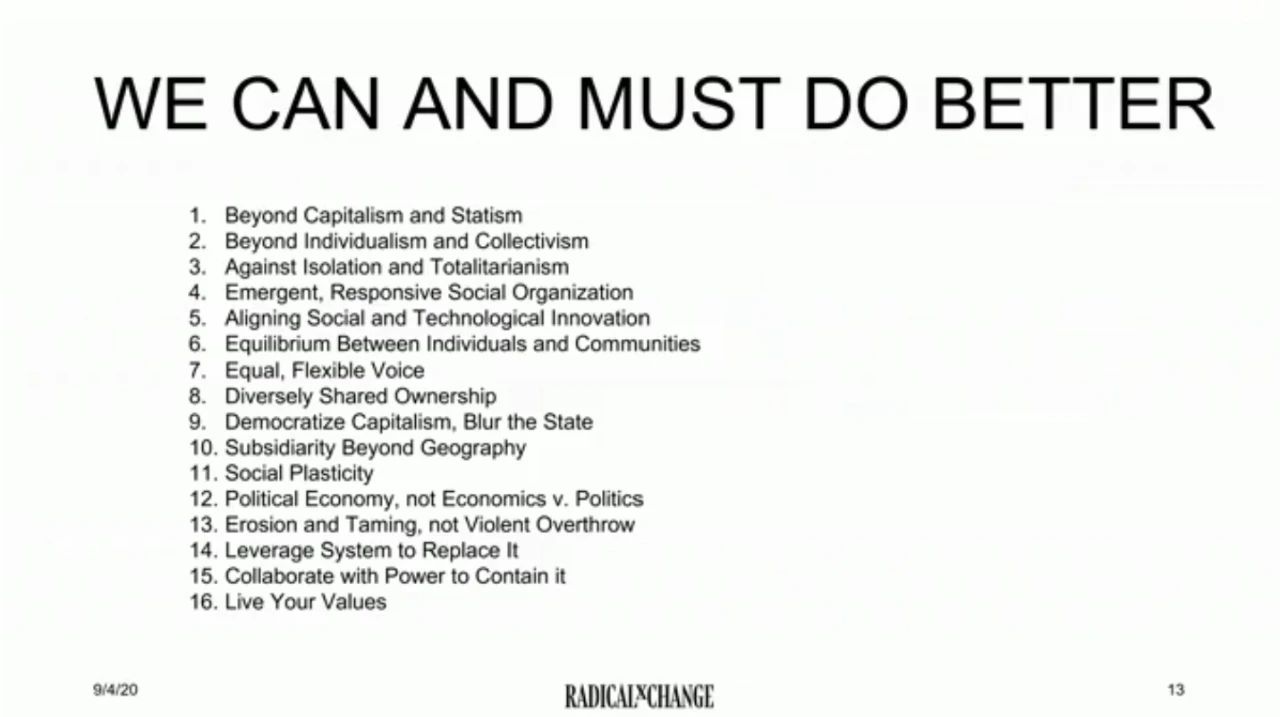 WE CAN AND MUST DO BETTER
1. Beyond Capitalism and Statism
2. Beyond Individualism and Collectivism
3. Against Isolation and Totalitarianism
4. Emergent, Responsive Social Organization
5. Aligning Social and Technological Innovation
6. Equilibrium Between Individuals and Communities
7. Equal, Flexible Voice
8. Diversely Shared Ownership
9. Democratize Capitalism, Blur the State
10. Subsidiarity Beyond Geography
11. Social Plasticity
12. Political Economy, not Economics v. Politics
13. Erosion and Taming, not Violent Overthrow
14. Leverage System to Replace It
15. Collaborate with Power to Contain it
16. Live Your Values
9/4/20
RADICALXCHANGE
13